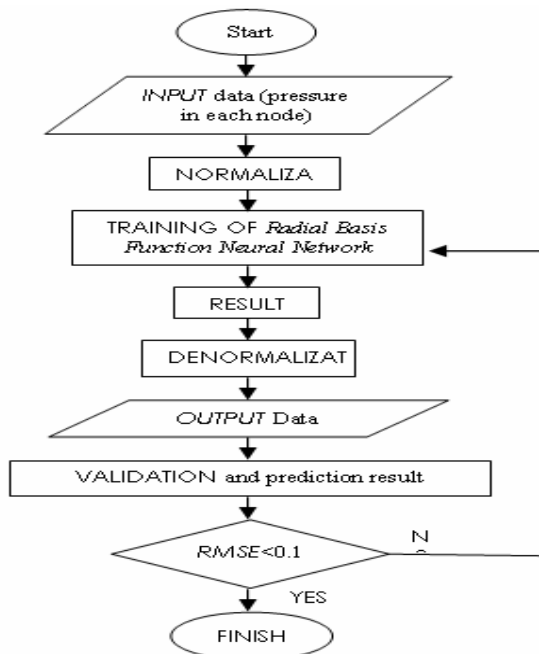 Start
INPUT data (pressure
in each node)
NORMALIZA
TRAINING OF Radial Basis
Function Neural Network
RESULT
DENORMALIZAT
OUTPUT Data
VALIDATION and prediction result
RMSE<0.1
N
YES
FINISH